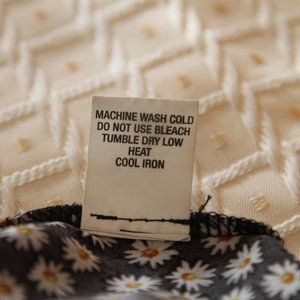 MACHINE WASH COLD
DO NOT USE BLEACH
TUMBLE DRY LOW
HEAT
COOL IRON